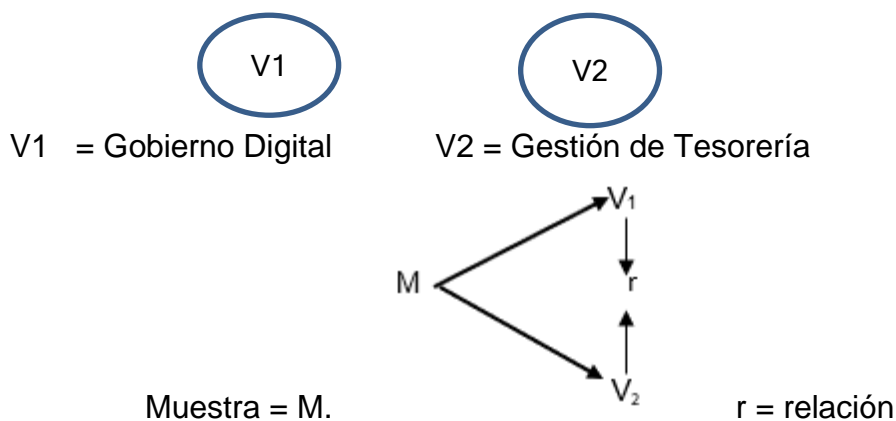 V1 V2
V1 = Gobierno Digital V2 = Gestión de Tesorería
V₁
M r
V₂
Muestra = M. r = relación